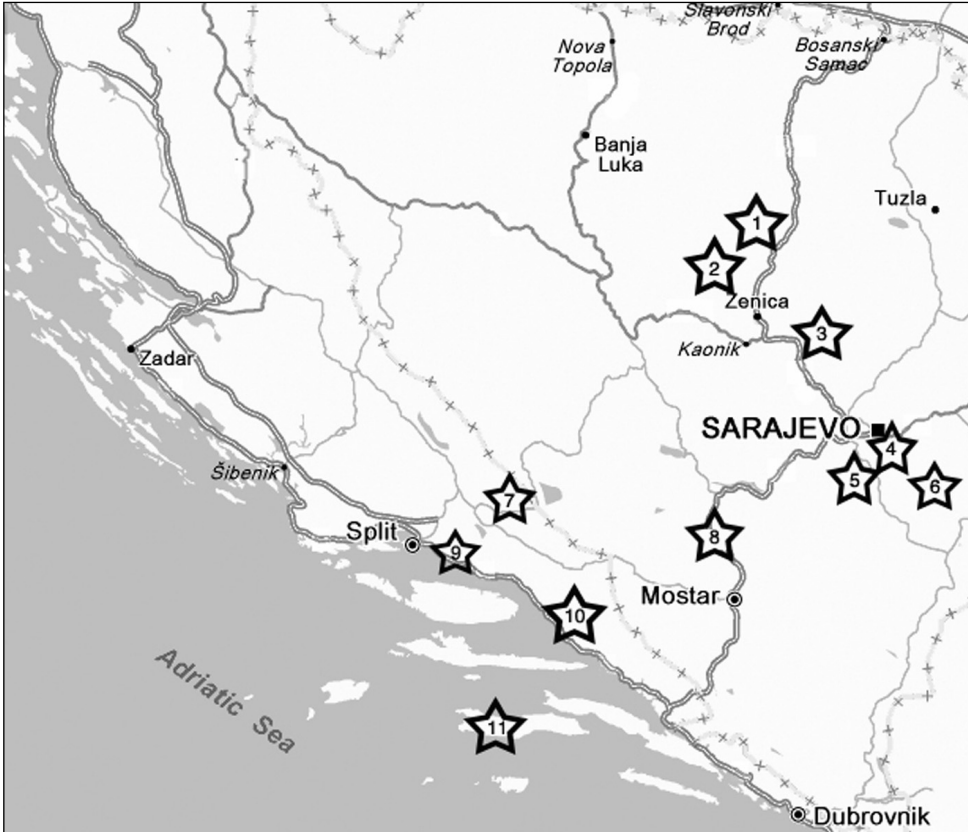 Slavonski
Brod
Nova
Topola
Bosanski
Samac
Banja
Luka
Tuzla
1
2
Zenica
3
Kaonik
Zadar
SARAJEVO
4
5
6
Šibenik
7
Split
8
9
Mostar
10
Adriatic Sea
11
Dubrovnik